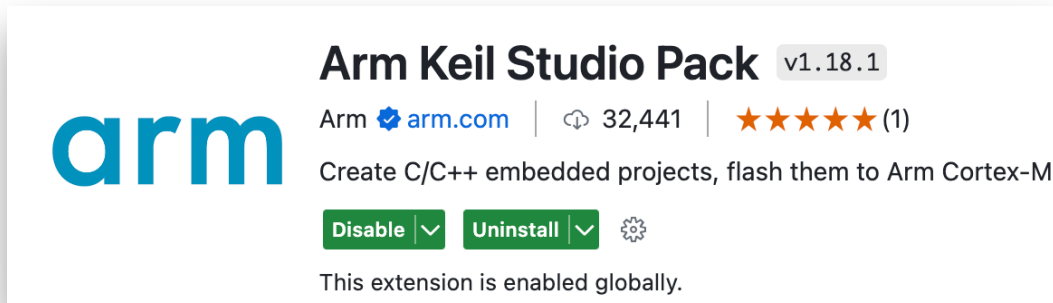 Arm Keil Studio Pack v1.18.1
arm
Arm arm.com 32,441 (1)
Create C/C++ embedded projects, flash them to Arm Cortex-M
Disable Uninstall
This extension is enabled globally.